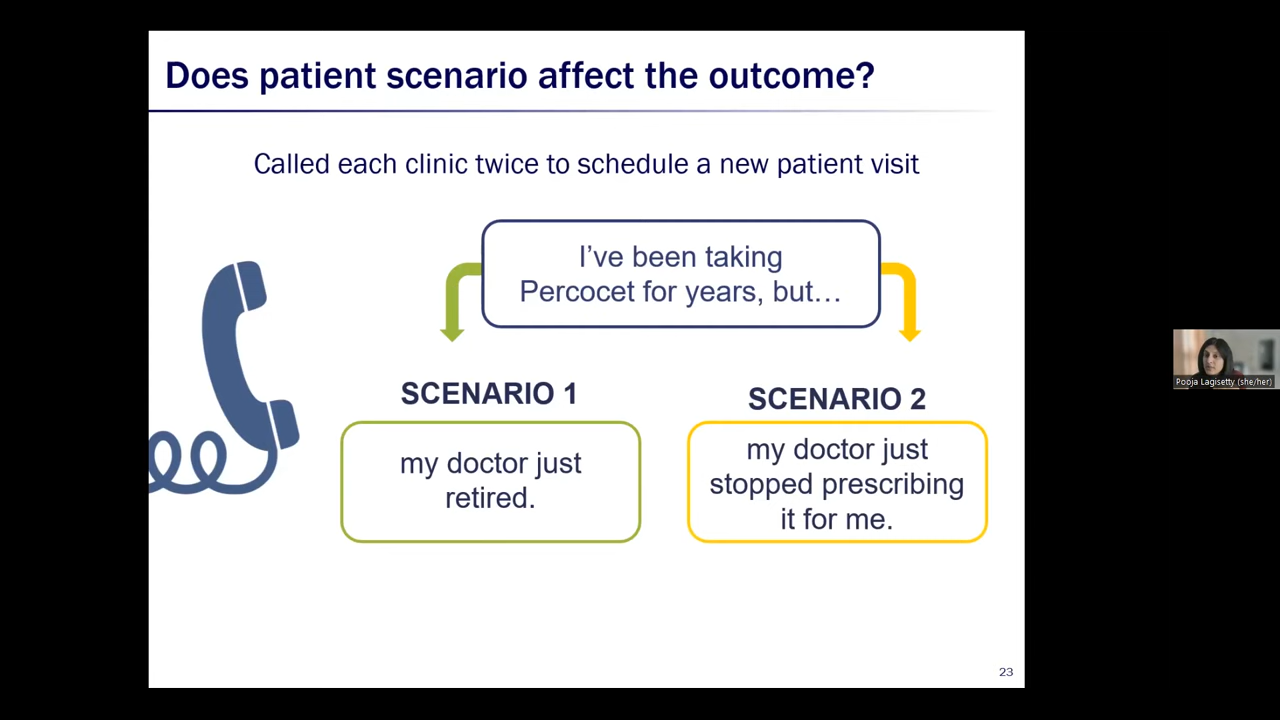 Does patient scenario affect the outcome?
Called each clinic twice to schedule a new patient visit
I’ve been taking
Percocet for years, but…
SCENARIO 1
my doctor just
retired.
SCENARIO 2
my doctor just
stopped prescribing
it for me.
23
Pooja Lagisetty (she/her)